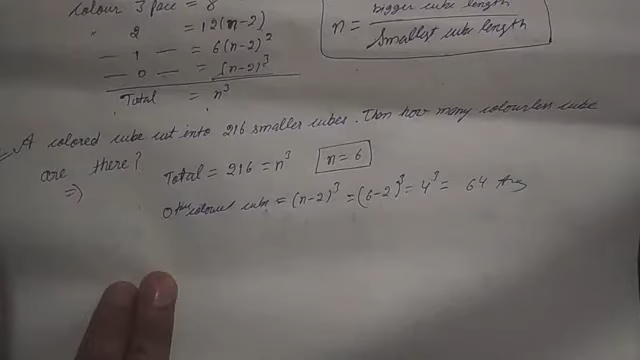 Colour 3 face = 8
" 2 = 12(n-2)
— 1 — = 6(n-2)²
— 0 — = (n-2)³
Total = n³
n = bigger cube length / Smallest cube length
A colored cube cut into 216 smaller cubes. Then how many colourless cube
are there?
⇒ Total = 216 = n³ n = 6
coloured cube = (n-2)³ = (6-2)³ = 4³ = 64 Ans